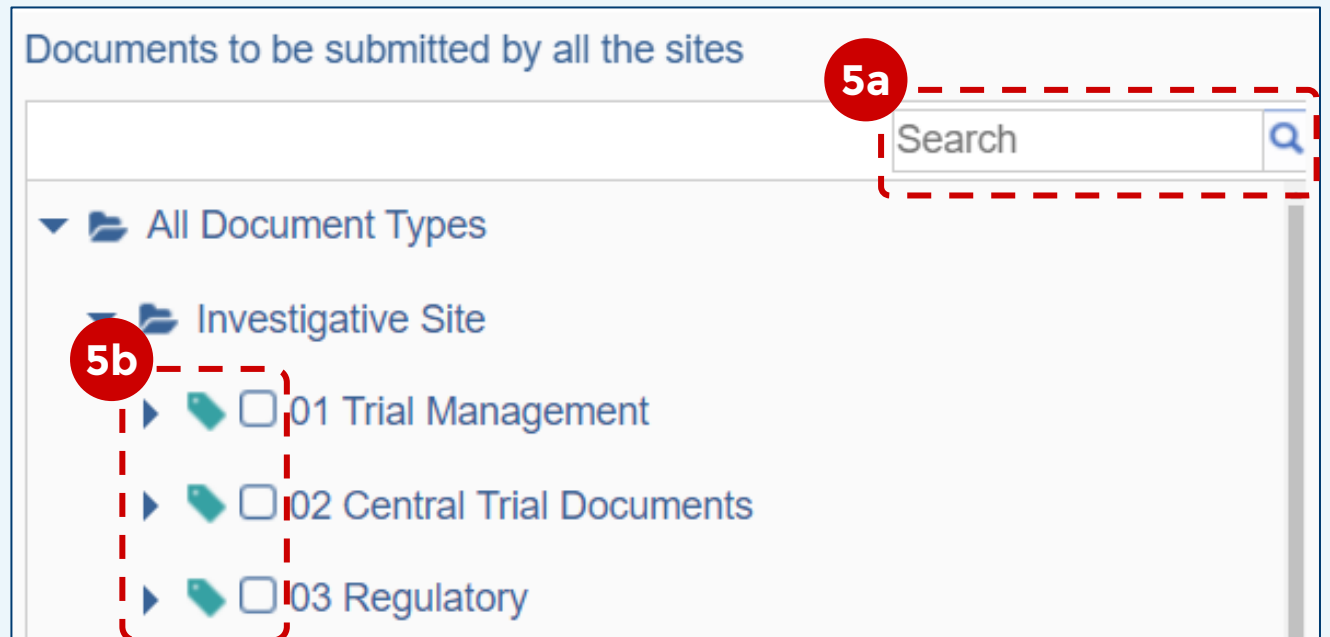 Documents to be submitted by all the sites
5a
Search
All Document Types
Investigative Site
5b
01 Trial Management
02 Central Trial Documents
03 Regulatory